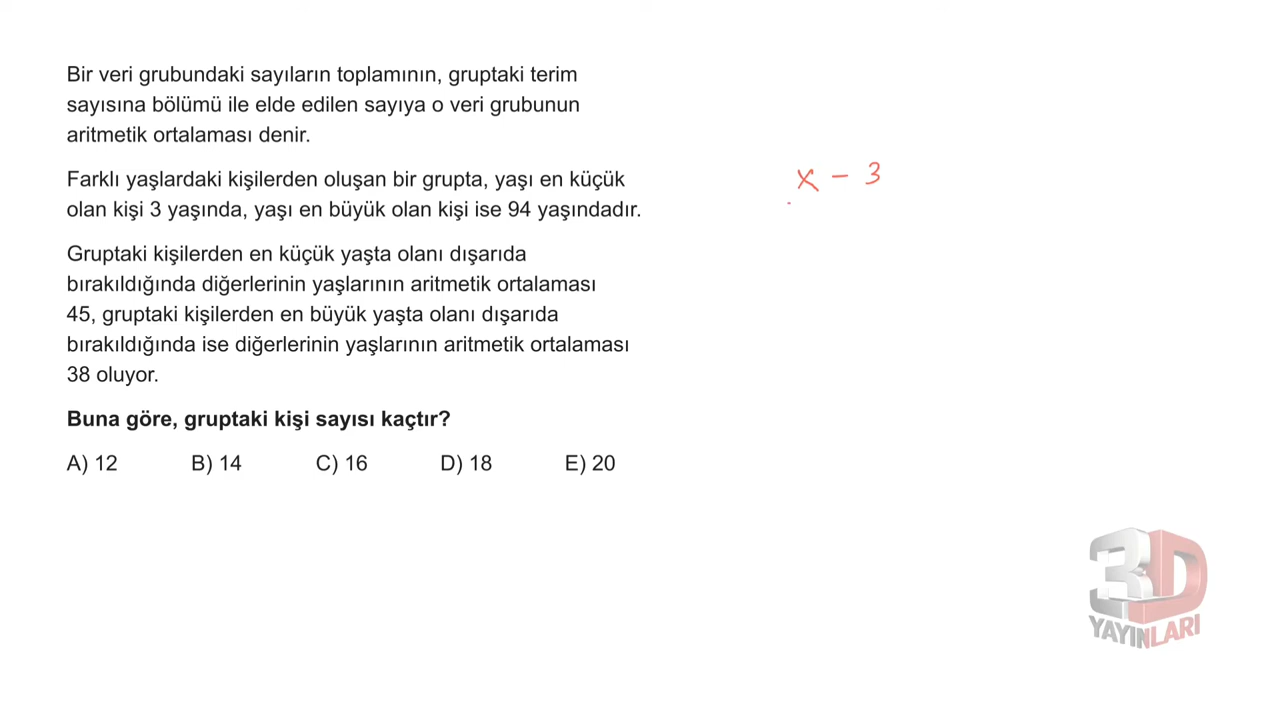 Bir veri grubundaki sayıların toplamının, gruptaki terim
sayısına bölümü ile elde edilen sayıya o veri grubunun
aritmetik ortalaması denir.
Farklı yaşlardaki kişilerden oluşan bir grupta, yaşı en küçük
olan kişi 3 yaşında, yaşı en büyük olan kişi ise 94 yaşındadır.
Gruptaki kişilerden en küçük yaşta olanı dışarıda
bırakıldığında diğerlerinin yaşlarının aritmetik ortalaması
45, gruptaki kişilerden en büyük yaşta olanı dışarıda
bırakıldığında ise diğerlerinin yaşlarının aritmetik ortalaması
38 oluyor.
Buna göre, gruptaki kişi sayısı kaçtır?
A) 12 B) 14 C) 16 D) 18 E) 20
x - 3
3D
YAYINLARI